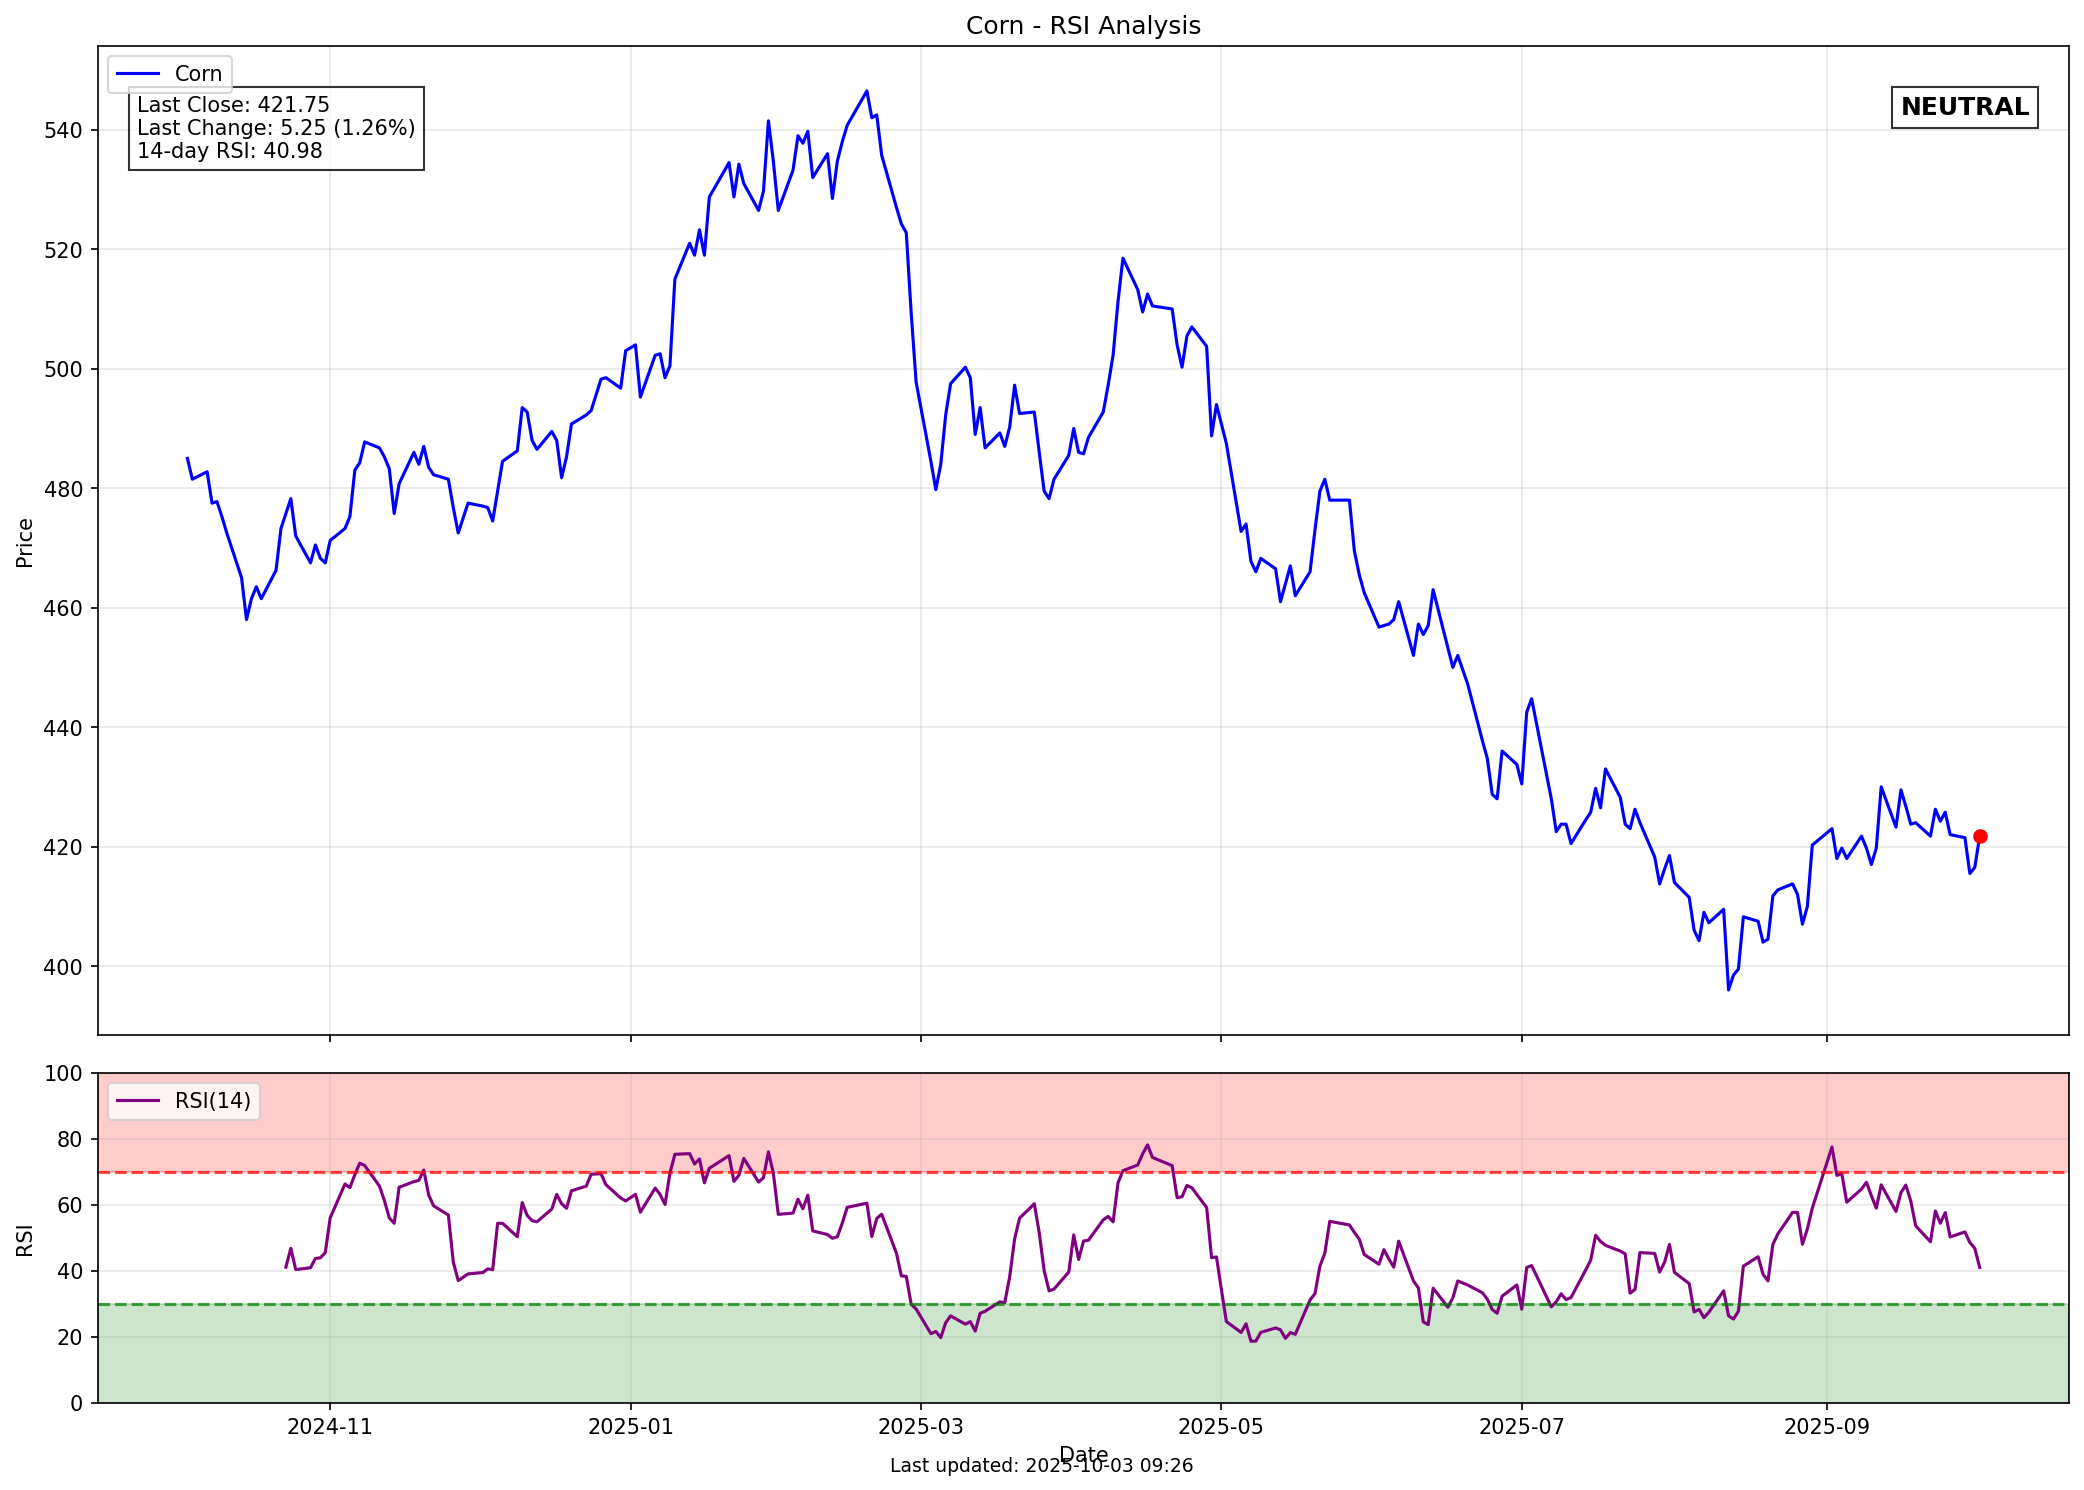 Corn - RSI Analysis
Corn
Last Close: 421.75
Last Change: 5.25 (1.26%)
14-day RSI: 40.98
NEUTRAL
540
520
500
480
460
440
420
400
Price
100
80
60
40
20
0
RSI
RSI(14)
2024-11
2025-01
2025-03
2025-05
2025-07
2025-09
Date
Last updated: 2025-10-03 09:26